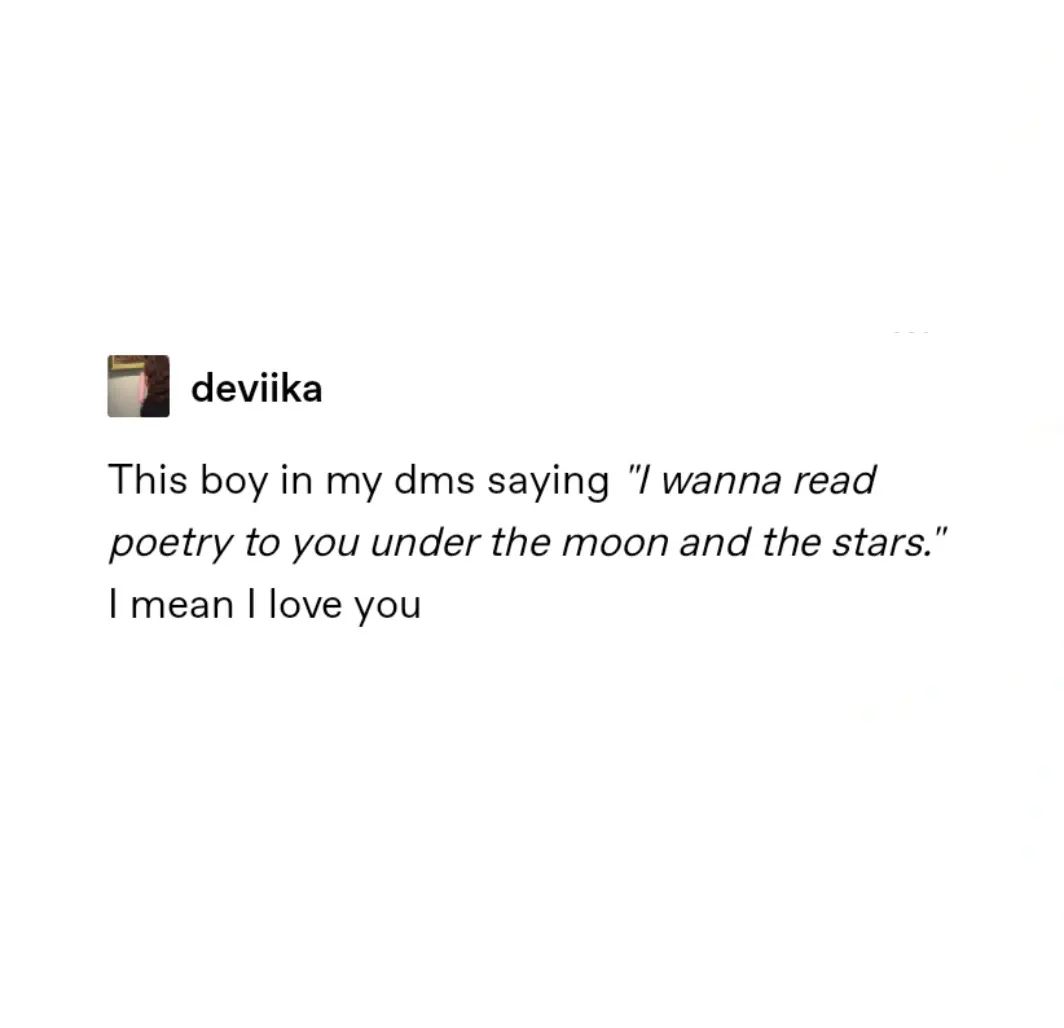 deviika
This boy in my dms saying "I wanna read
poetry to you under the moon and the stars."
I mean I love you